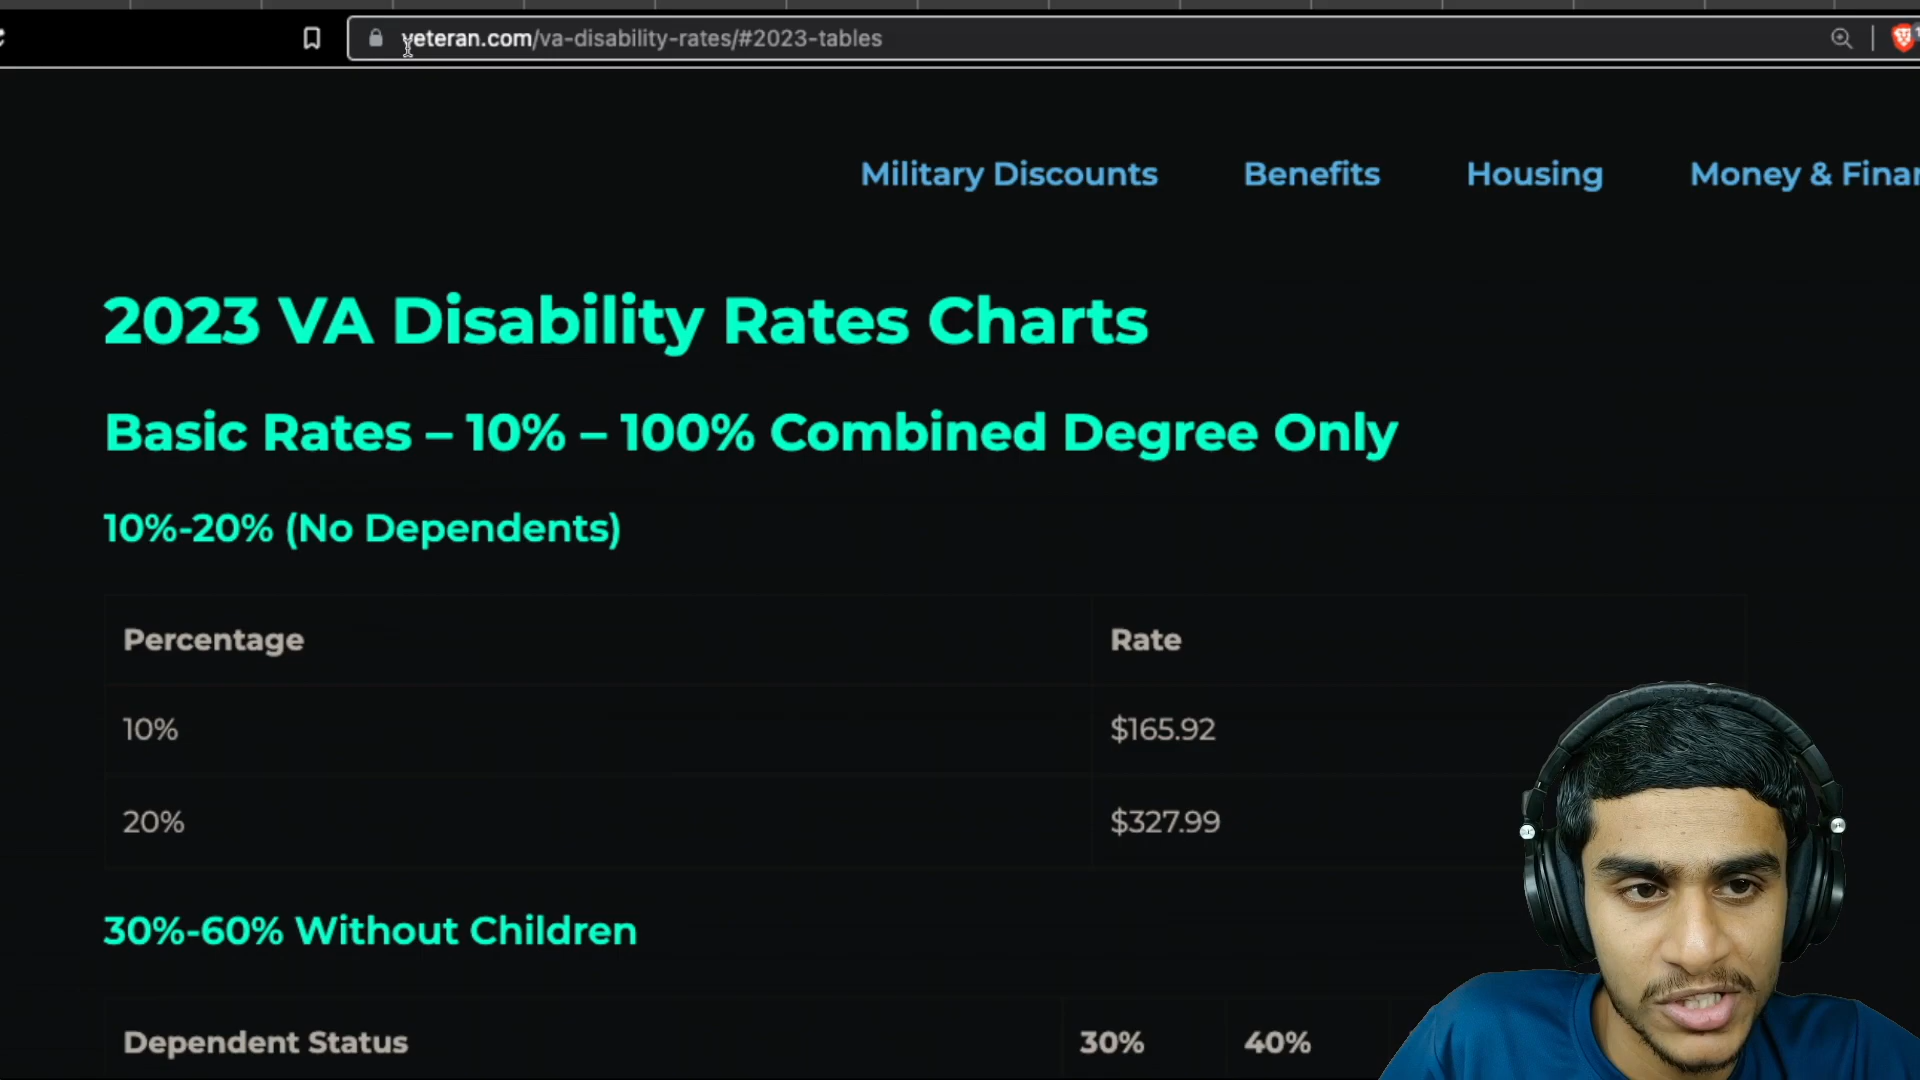 veteran.com/va-disability-rates/#2023-tables
Military Discounts Benefits Housing Money &
2023 VA Disability Rates Charts
Basic Rates – 10% – 100% Combined Degree Only
10%-20% (No Dependents)
Percentage Rate
10% $165.92
20% $327.99
30%-60% Without Children
Dependent Status 30% 40%